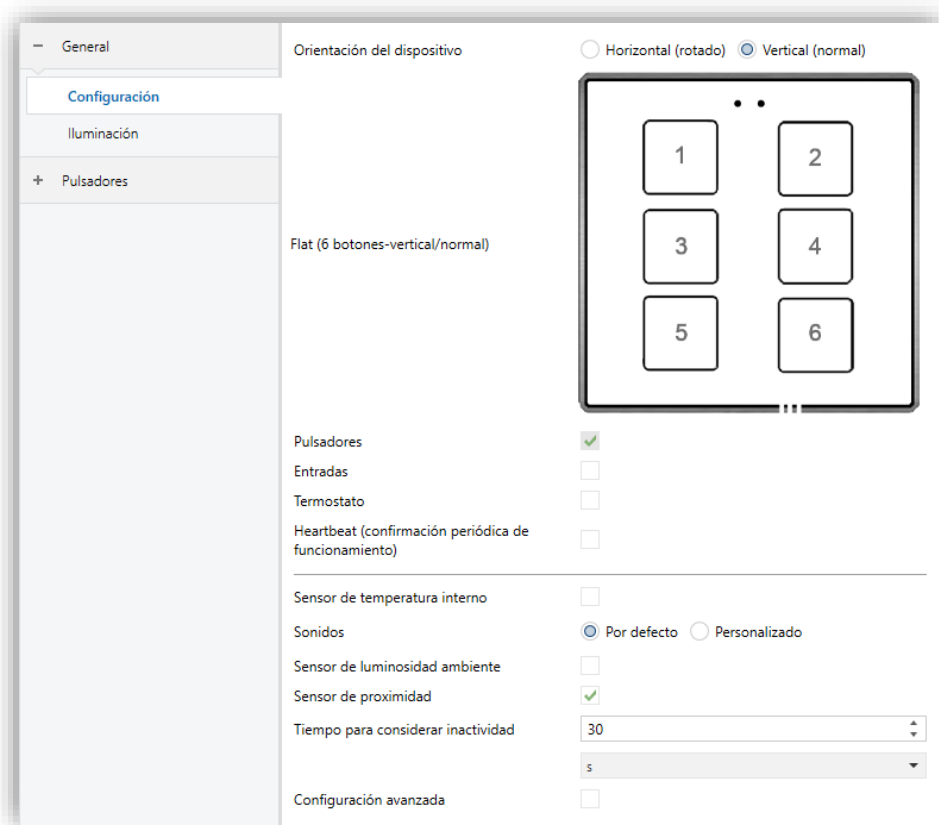 General
Configuración
Iluminación
Pulsadores
Orientación del dispositivo
Horizontal (rotado) Vertical (normal)
1 2
3 4
Flat (6 botones-vertical/normal)
5 6
Pulsadores
Entradas
Termostato
Heartbeat (confirmación periódica de
funcionamiento)
Sensor de temperatura interno
Sonidos Por defecto Personalizado
Sensor de luminosidad ambiente
Sensor de proximidad
Tiempo para considerar inactividad 30
s
Configuración avanzada